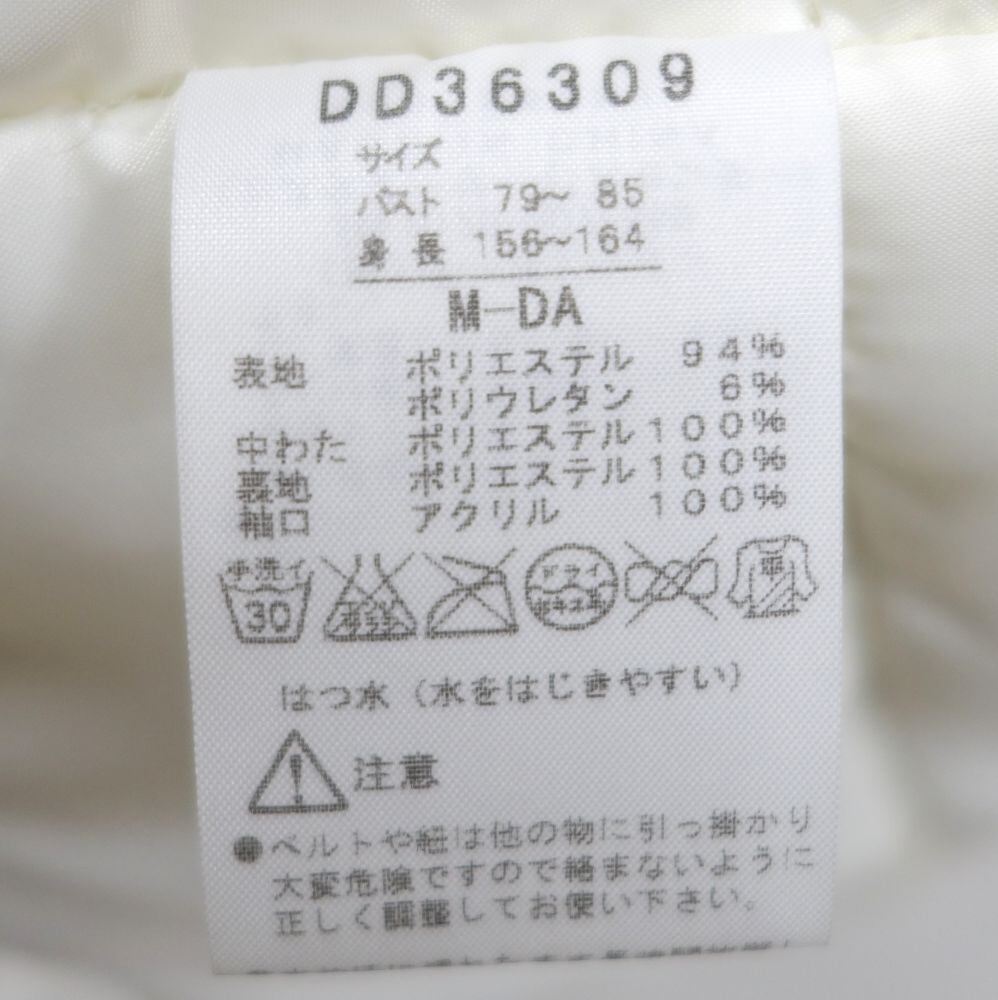 DD36309
サイズ
バスト 79〜 85
身長 156〜164
M-DA
表地 ポリエステル 94%
ポリウレタン 6%
中わた ポリエステル 100%
裏地 ポリエステル 100%
袖口 アクリル 100%
手洗イ 30
ドライ
はつ水（水をはじきやすい）
注意
●ベルトや紐は他の物に引っ掛かり
大変危険ですので絡まないように
正しく調整してお使い下さい。